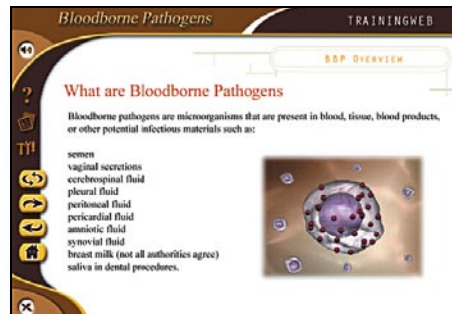 Bloodborne Pathogens
TRAININGWEB
BBP OVERVIEW
What are Bloodborne Pathogens
Bloodborne pathogens are microorganisms that are present in blood, tissue, blood products,
or other potential infectious materials such as:
semen
vaginal secretions
cerebrospinal fluid
pleural fluid
peritoneal fluid
pericardial fluid
amniotic fluid
synovial fluid
breast milk (not all authorities agree)
saliva in dental procedures.
?
TYI